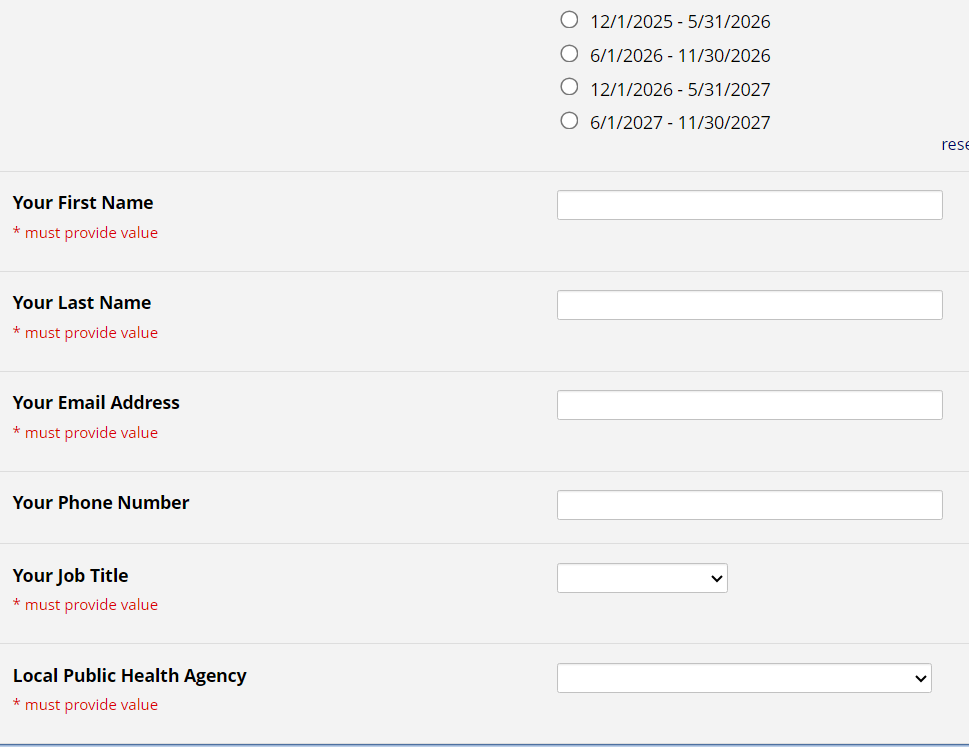 12/1/2025 - 5/31/2026
6/1/2026 - 11/30/2026
12/1/2026 - 5/31/2027
6/1/2027 - 11/30/2027
rese
Your First Name
* must provide value
Your Last Name
* must provide value
Your Email Address
* must provide value
Your Phone Number
Your Job Title
* must provide value
Local Public Health Agency
* must provide value